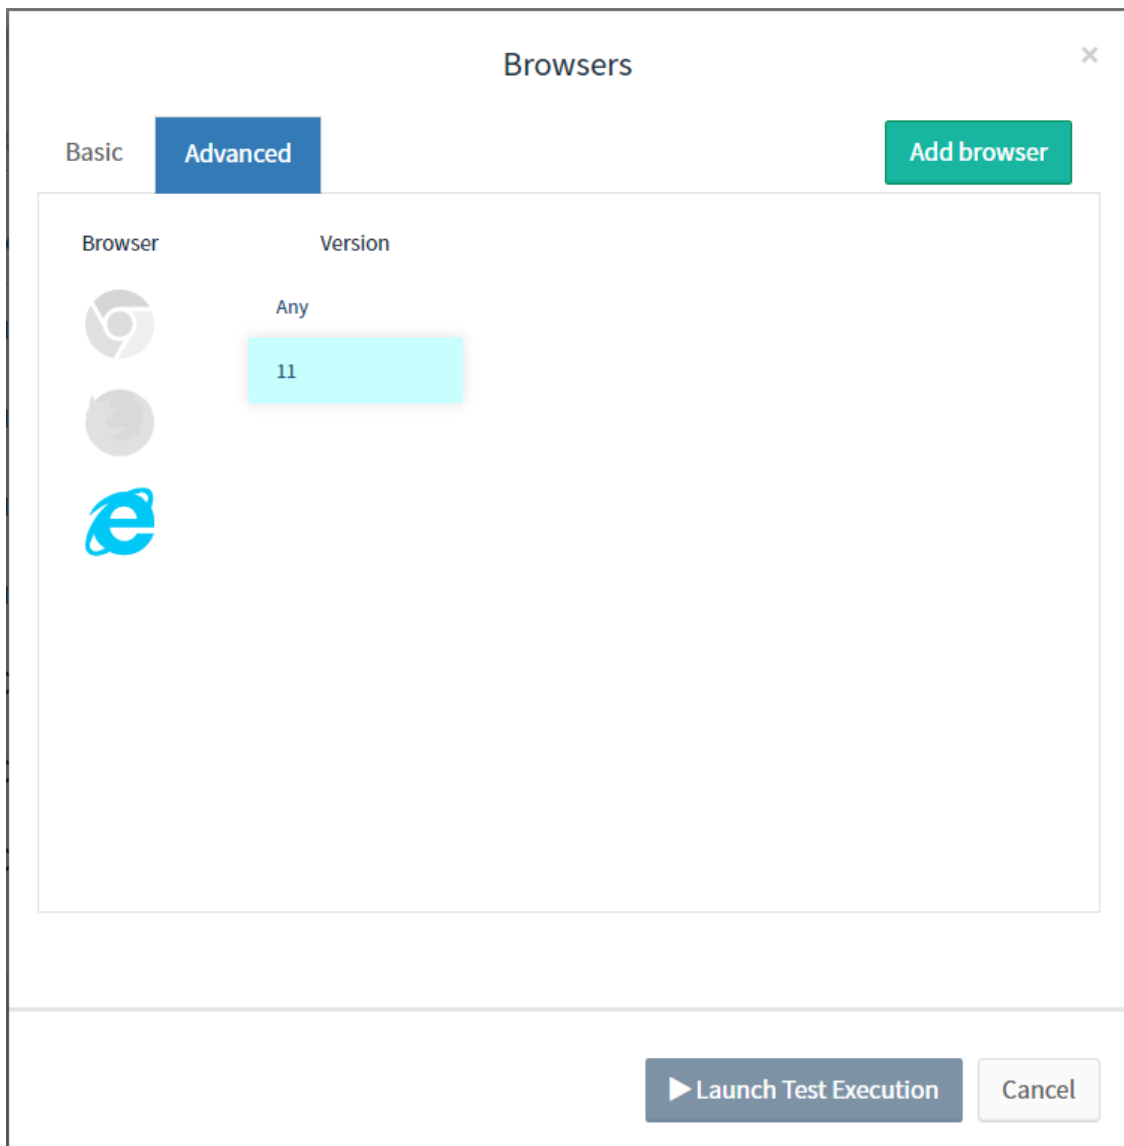 Browsers
×
Basic
Advanced
Add browser
Browser
Version
Any
11
Launch Test Execution
Cancel